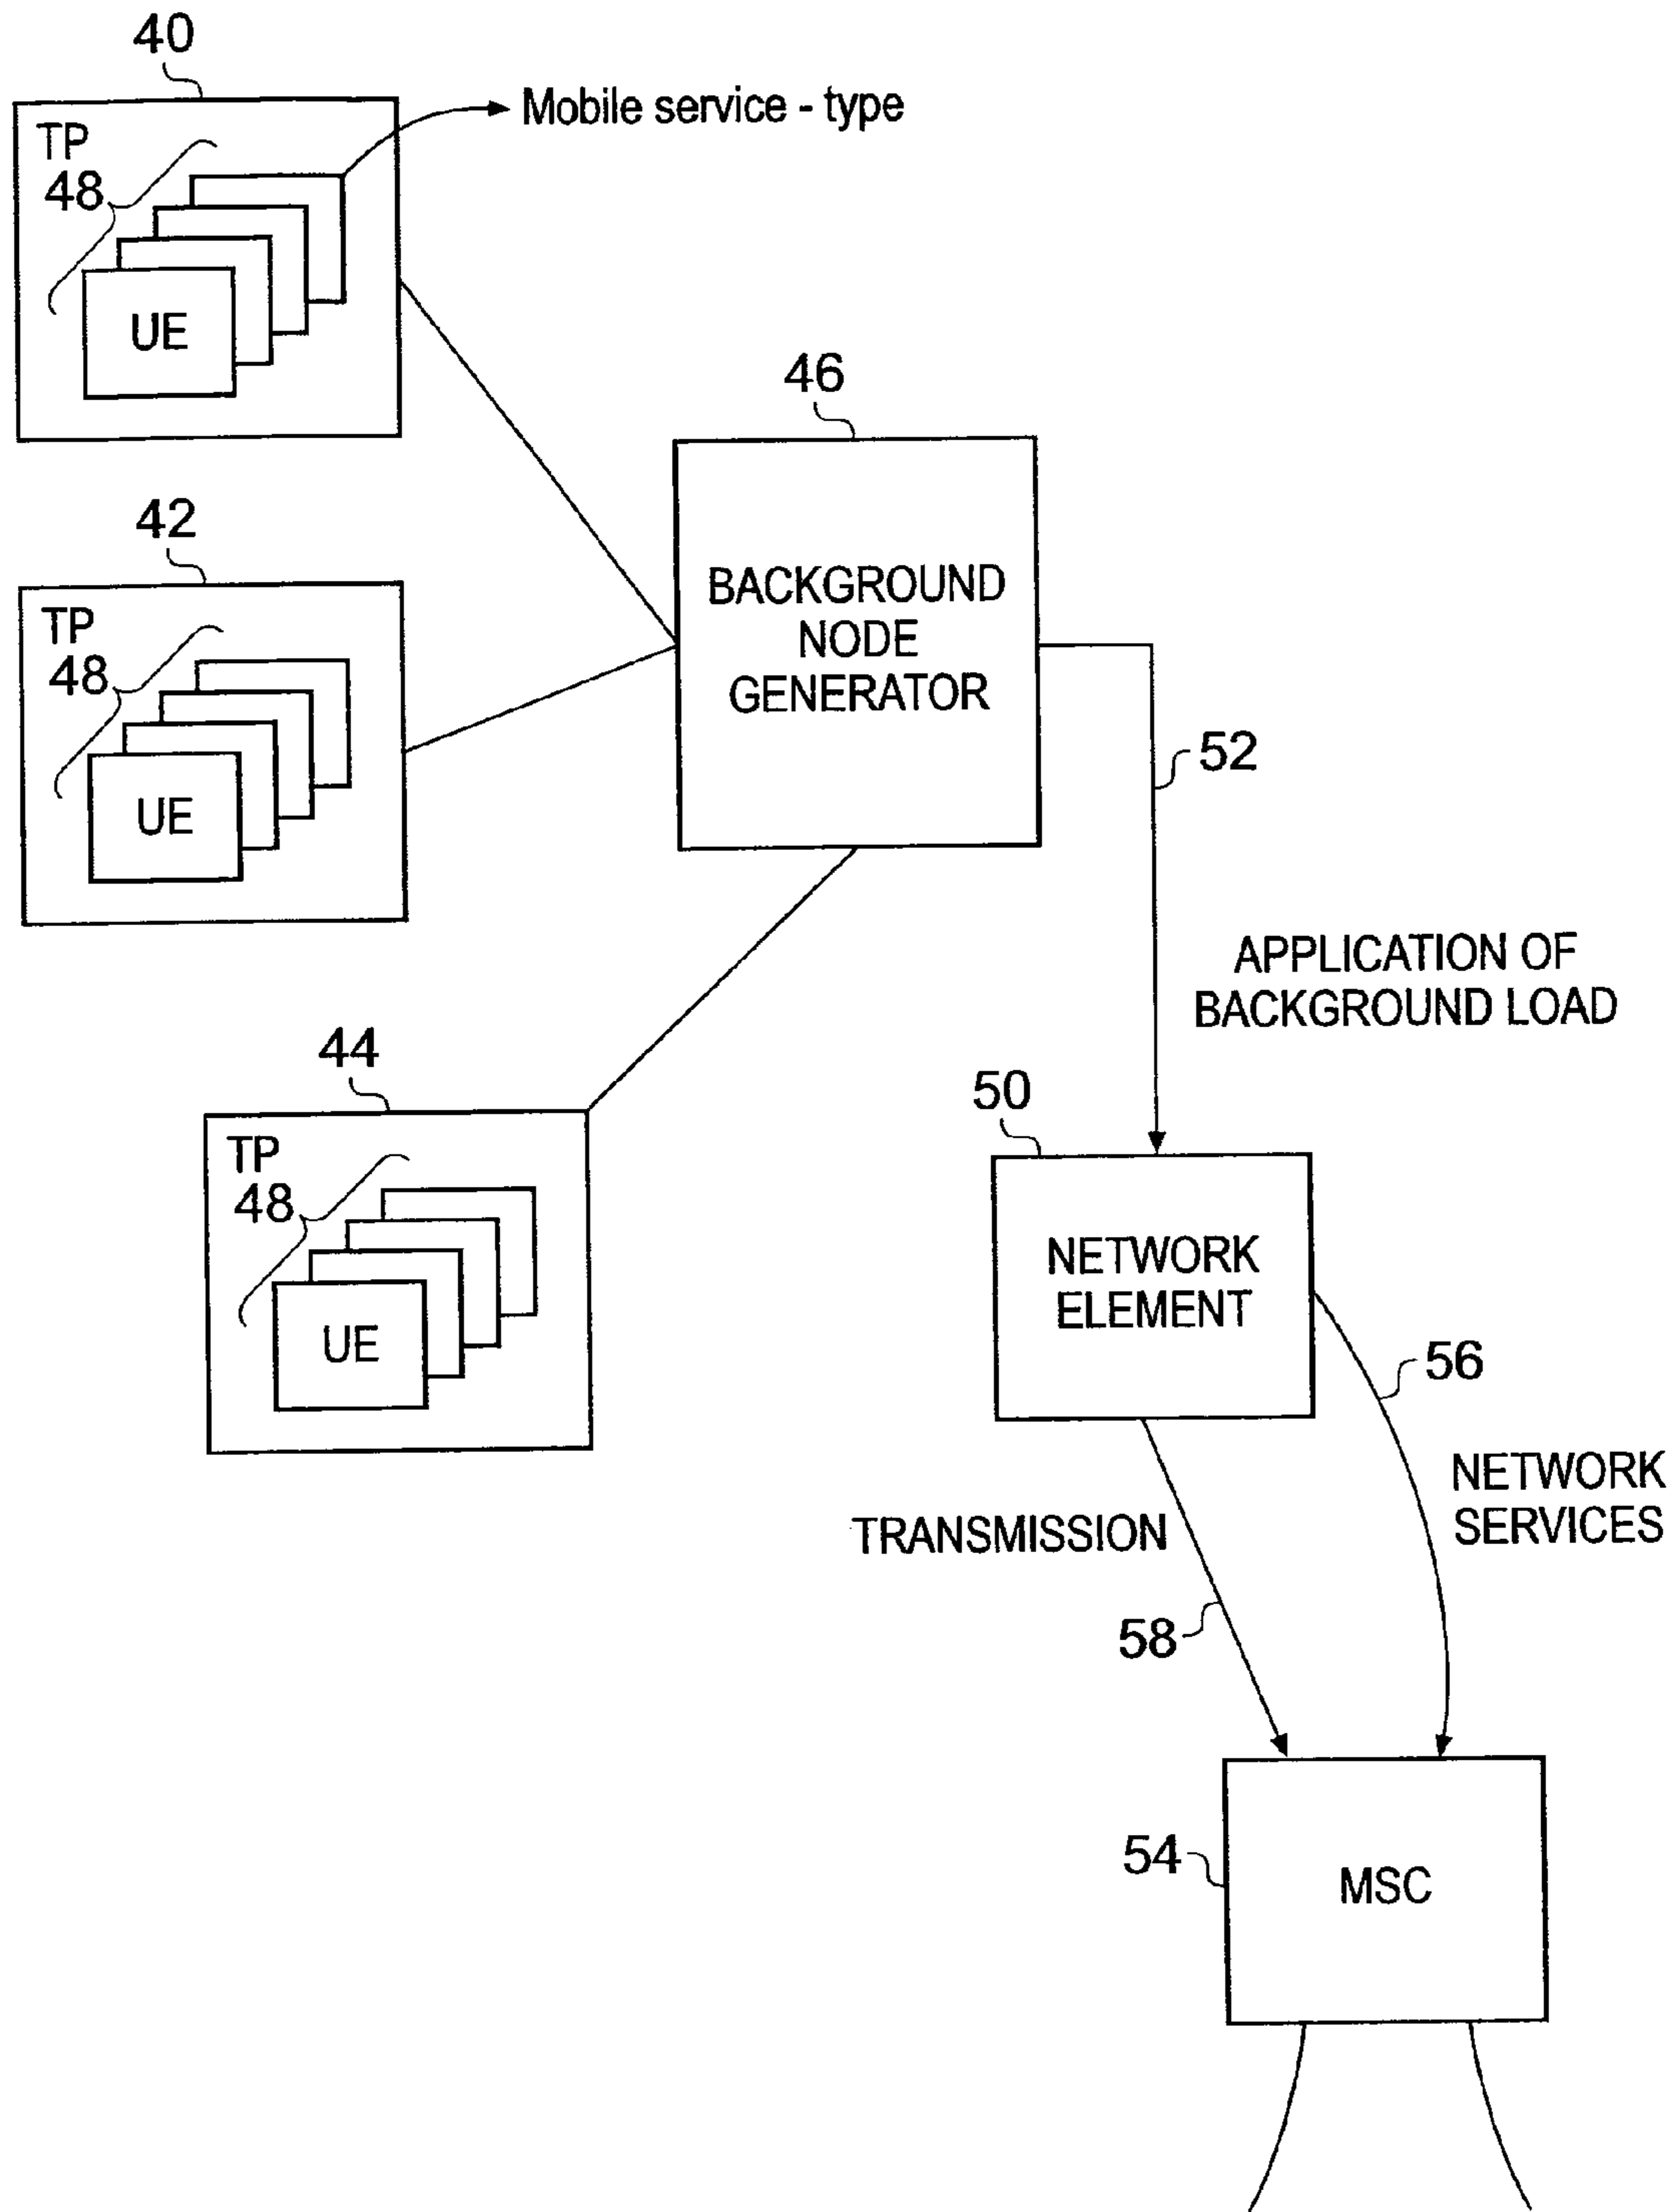 40
Mobile service - type
TP
48
UE
46
BACKGROUND
NODE
GENERATOR
42
TP
48
UE
52
APPLICATION OF
BACKGROUND LOAD
44
TP
48
UE
50
NETWORK
ELEMENT
56
NETWORK
SERVICES
TRANSMISSION
58
54
MSC